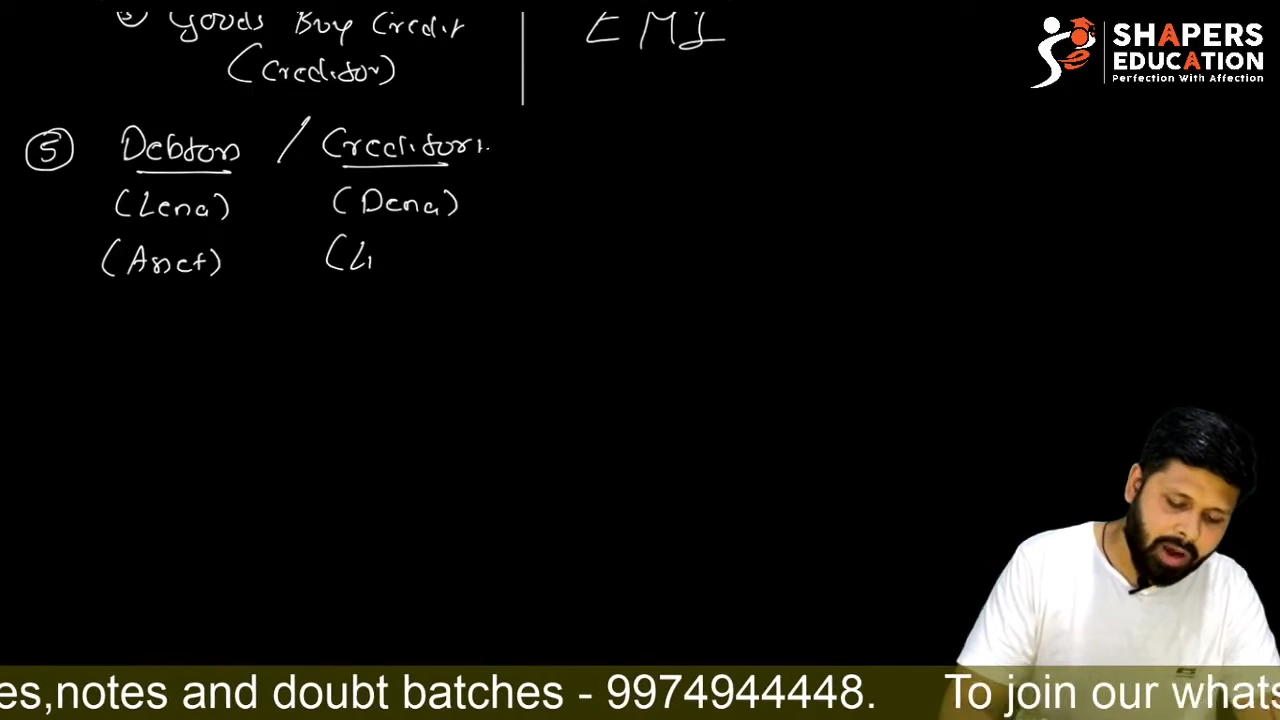 Goods Buy Credit
(Creditor)
EMI
SHAPERS
EDUCATION
Perfection With Affection
5 Debtors / Creditors.
(Lena) (Dena)
(Asset) (Li
es,notes and doubt batches - 9974944448. To join our whats